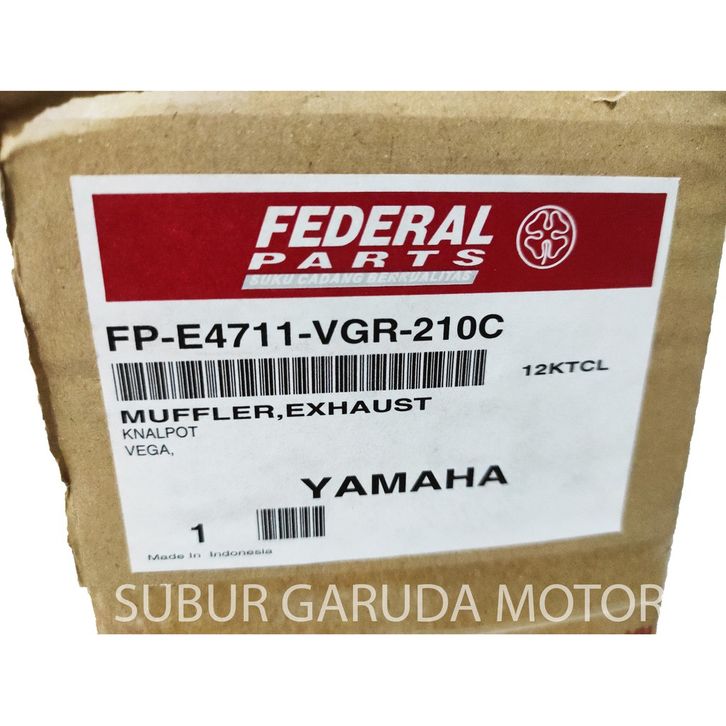 FEDERAL
PARTS
SUKU CADANG BERKUALITAS
FP-E4711-VGR-210C
12KTCL
MUFFLER,EXHAUST
KNALPOT
VEGA,
YAMAHA
1
Made in Indonesia
SUBUR GARUDA MOTOR